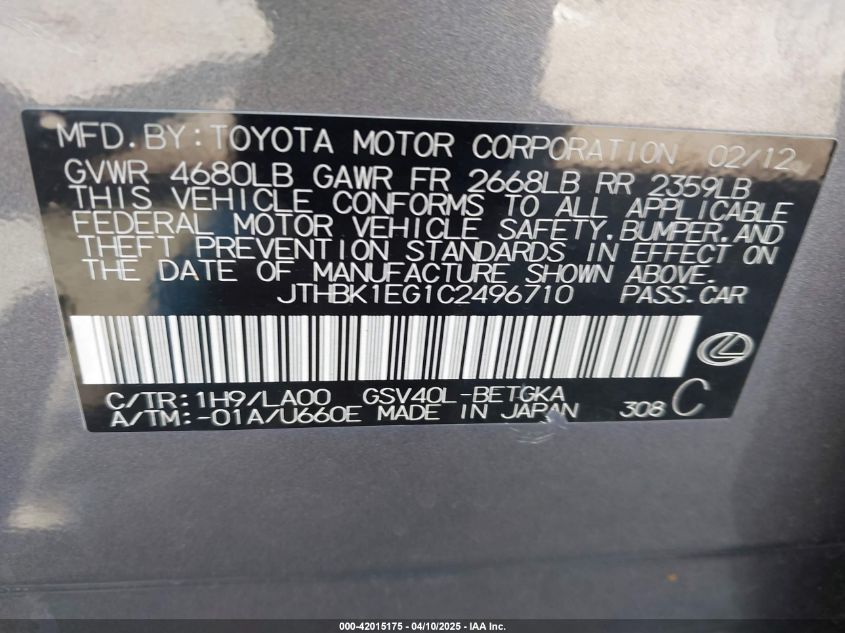 MFD. BY: TOYOTA MOTOR CORPORATION 02/12
GVWR 4680LB GAWR FR 2668LB RR 2359LB
THIS VEHICLE CONFORMS TO ALL APPLICABLE
FEDERAL MOTOR VEHICLE SAFETY, BUMPER, AND
THEFT PREVENTION STANDARDS IN EFFECT ON
THE DATE OF MANUFACTURE SHOWN ABOVE.
JTHBK1EG1C2496710 PASS. CAR
C/TR: 1H9/LA00 GSV40L-BETGKA
A/TM: -01A/U660E MADE IN JAPAN 308 C
000-42015175 - 04/10/2025 - IAA Inc.